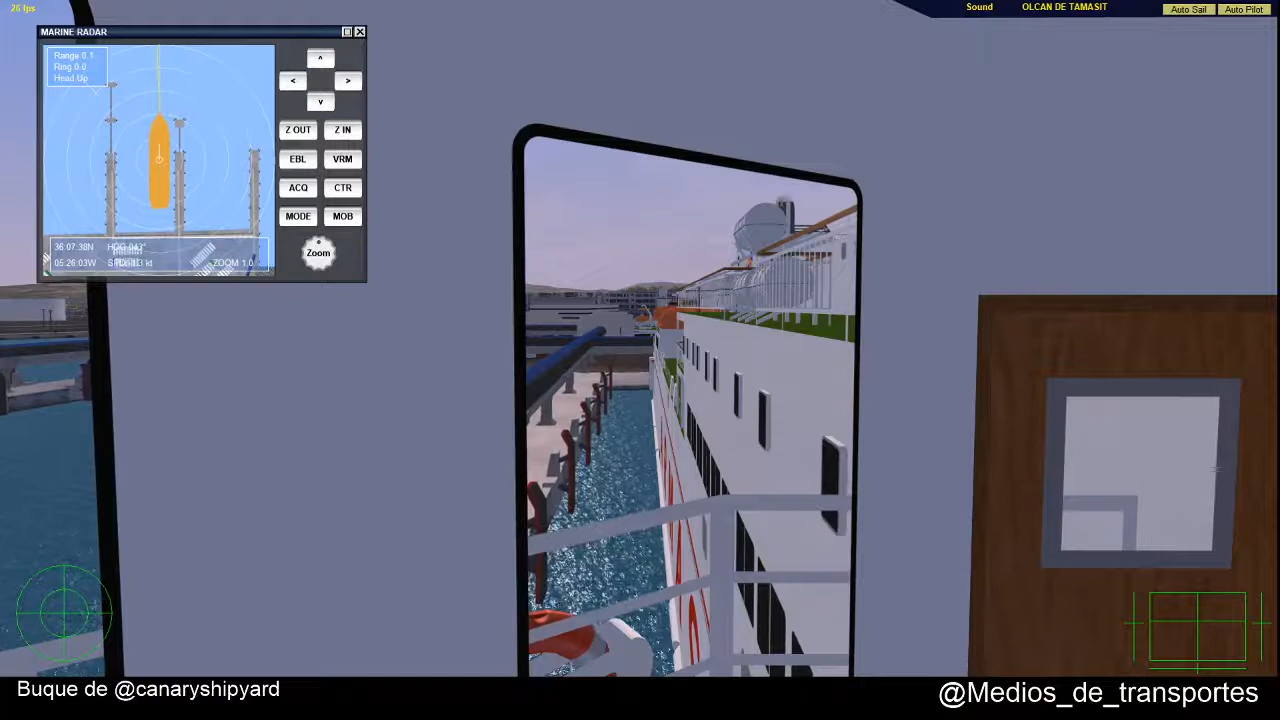 26 fps
Sound
OLCAN DE TAMASIT
Auto Sail
Auto Pilot
MARINE RADAR
Range 0.1
Ring 0.0
Head Up
^
<
>
v
Z OUT
Z IN
EBL
VRM
ACQ
CTR
MODE
MOB
Zoom
36 07.38N
05 26.03W
ZOOM 1.0
Buque de @canaryshipyard
@Medios_de_transportes